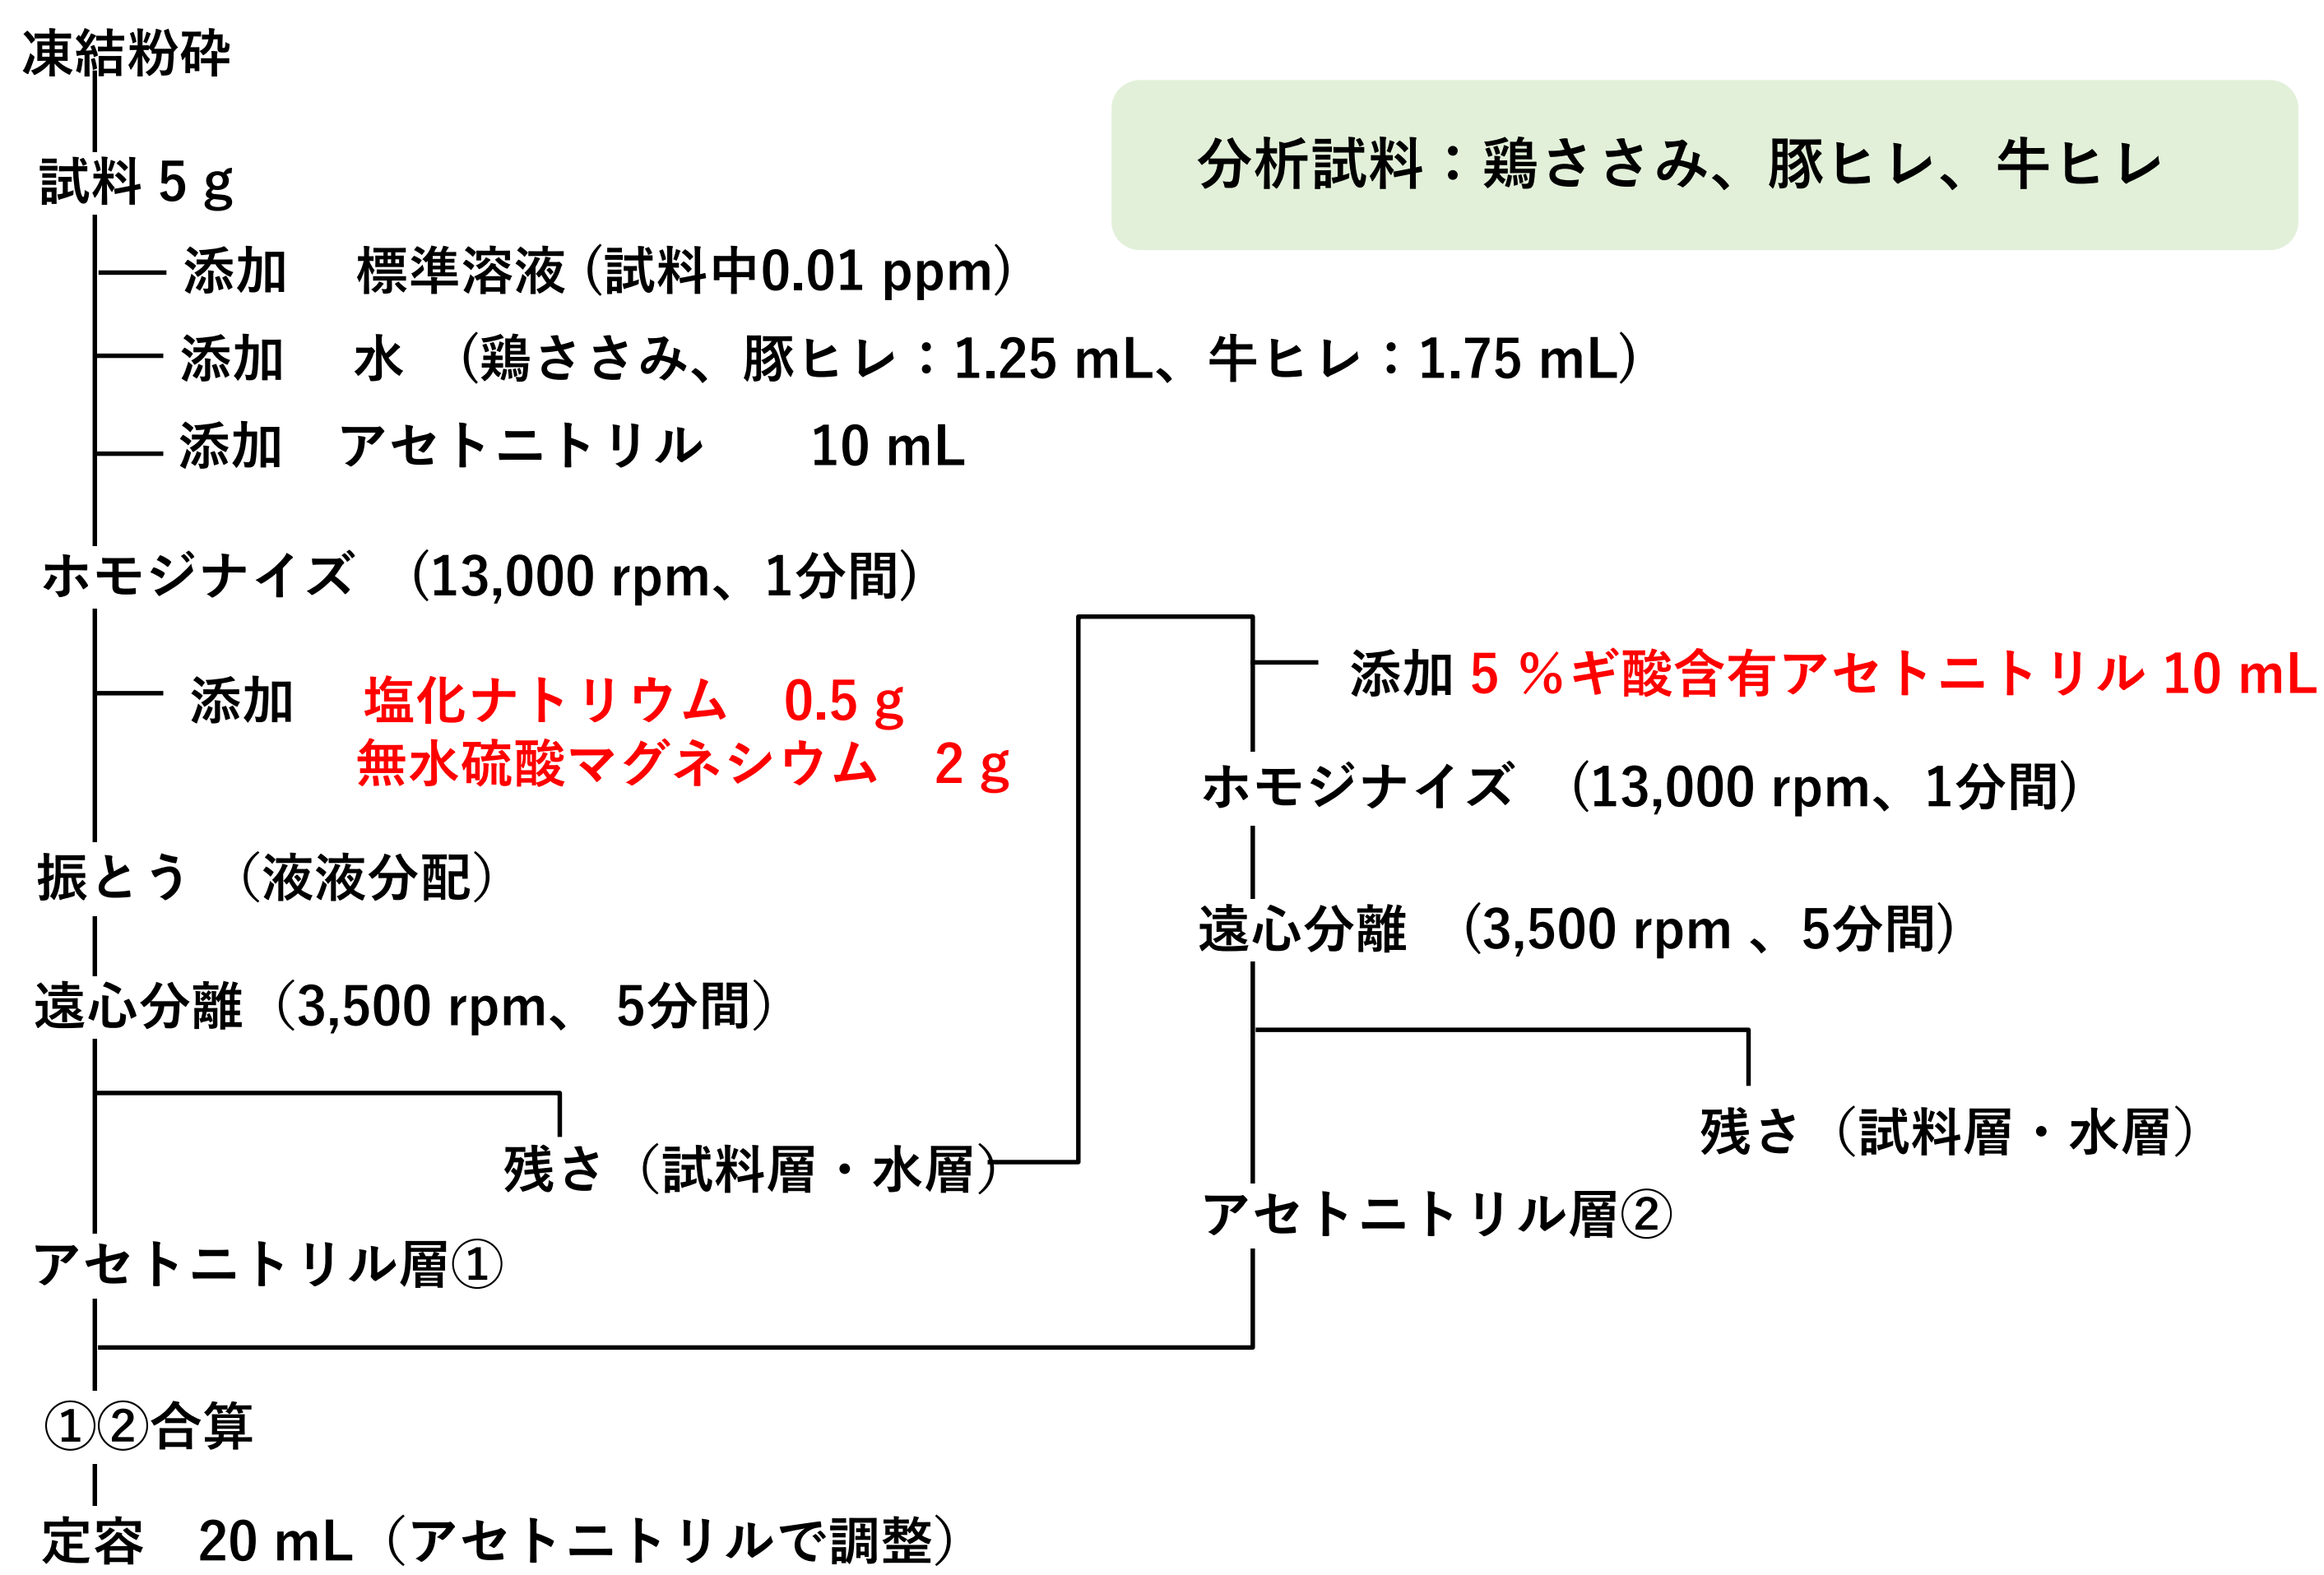 凍結粉砕
分析試料：鶏ささみ、豚ヒレ、牛ヒレ
試料 5 g
添加 標準溶液（試料中0.01 ppm）
添加 水 （鶏ささみ、豚ヒレ：1.25 mL、牛ヒレ：1.75 mL）
添加 アセトニトリル 10 mL
ホモジナイズ （13,000 rpm、1分間）
添加 塩化ナトリウム 0.5 g
無水硫酸マグネシウム 2 g
振とう （液液分配）
遠心分離（3,500 rpm、 5分間）
残さ（試料層・水層）
アセトニトリル層①
添加 5 %ギ酸含有アセトニトリル 10 mL
ホモジナイズ （13,000 rpm、1分間）
遠心分離 （3,500 rpm 、5分間）
残さ（試料層・水層）
アセトニトリル層②
①②合算
定容 20 mL（アセトニトリルで調整）